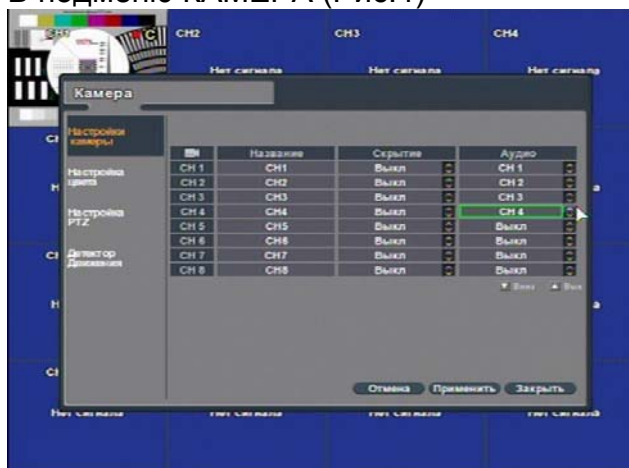 В подменю КАМЕРА (Рис.1)
CH2 CH3 CH4
Нет сигнала Нет сигнала Нет сигнала
Камера
Настройки
камеры
Название Скрытие Аудио
CH 1 CH1 Выкл CH 1
Настройка
цвета
CH 2 CH2 Выкл CH 2
CH 3 CH3 Выкл CH 3
Настройка
PTZ
CH 4 CH4 Выкл CH 4
CH 5 CH5 Выкл Выкл
CH 6 CH6 Выкл Выкл
Детектор
Движения
CH 7 CH7 Выкл Выкл
CH 8 CH8 Выкл Выкл
Отмена Применить Закрыть
Нет сигнала Нет сигнала Нет сигнала Нет сигнала